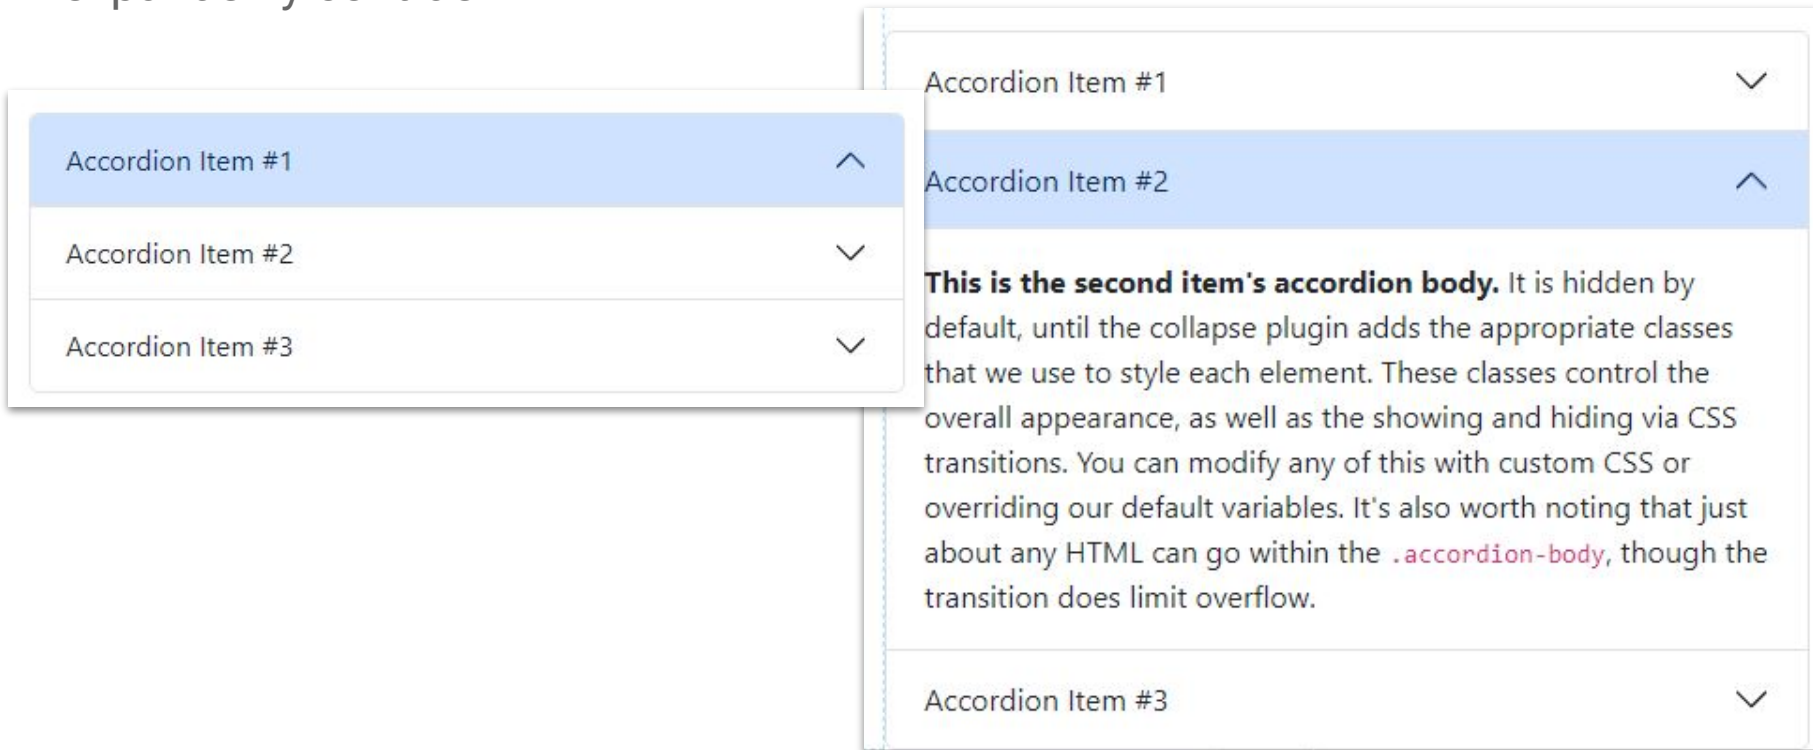 Accordion Item #1
Accordion Item #2
Accordion Item #3
Accordion Item #1
Accordion Item #2
This is the second item's accordion body. It is hidden by
default, until the collapse plugin adds the appropriate classes
that we use to style each element. These classes control the
overall appearance, as well as the showing and hiding via CSS
transitions. You can modify any of this with custom CSS or
overriding our default variables. It's also worth noting that just
about any HTML can go within the .accordion-body, though the
transition does limit overflow.
Accordion Item #3